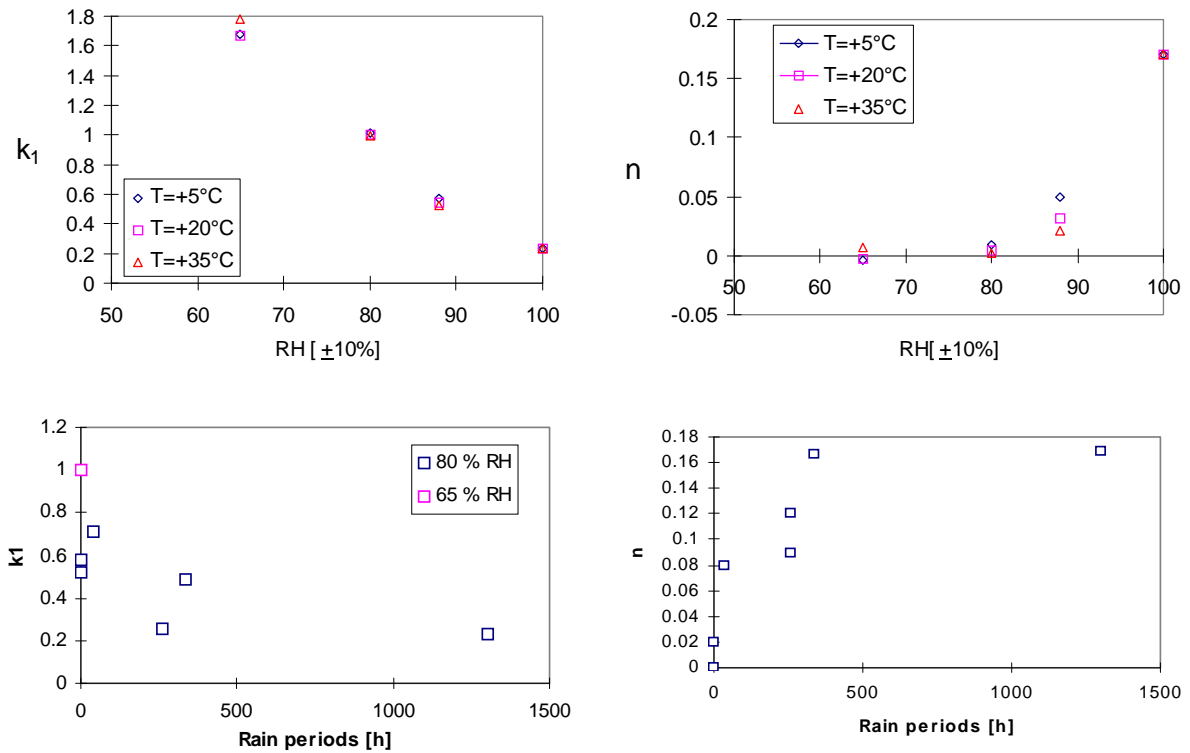 1.8
1.6
1.4
1.2
1
0.8
0.6
0.4
0.2
0
k₁
T=+5°C
T=+20°C
T=+35°C
50 60 70 80 90 100
RH [ ±10%]
0.2
0.15
0.1
0.05
0
-0.05
n
T=+5°C
T=+20°C
T=+35°C
50 60 70 80 90 100
RH[ ±10%]
1.2
1
0.8
0.6
0.4
0.2
0
k1
80 % RH
65 % RH
0 500 1000 1500
Rain periods [h]
0.18
0.16
0.14
0.12
0.1
0.08
0.06
0.04
0.02
0
n
0 500 1000 1500
Rain periods [h]